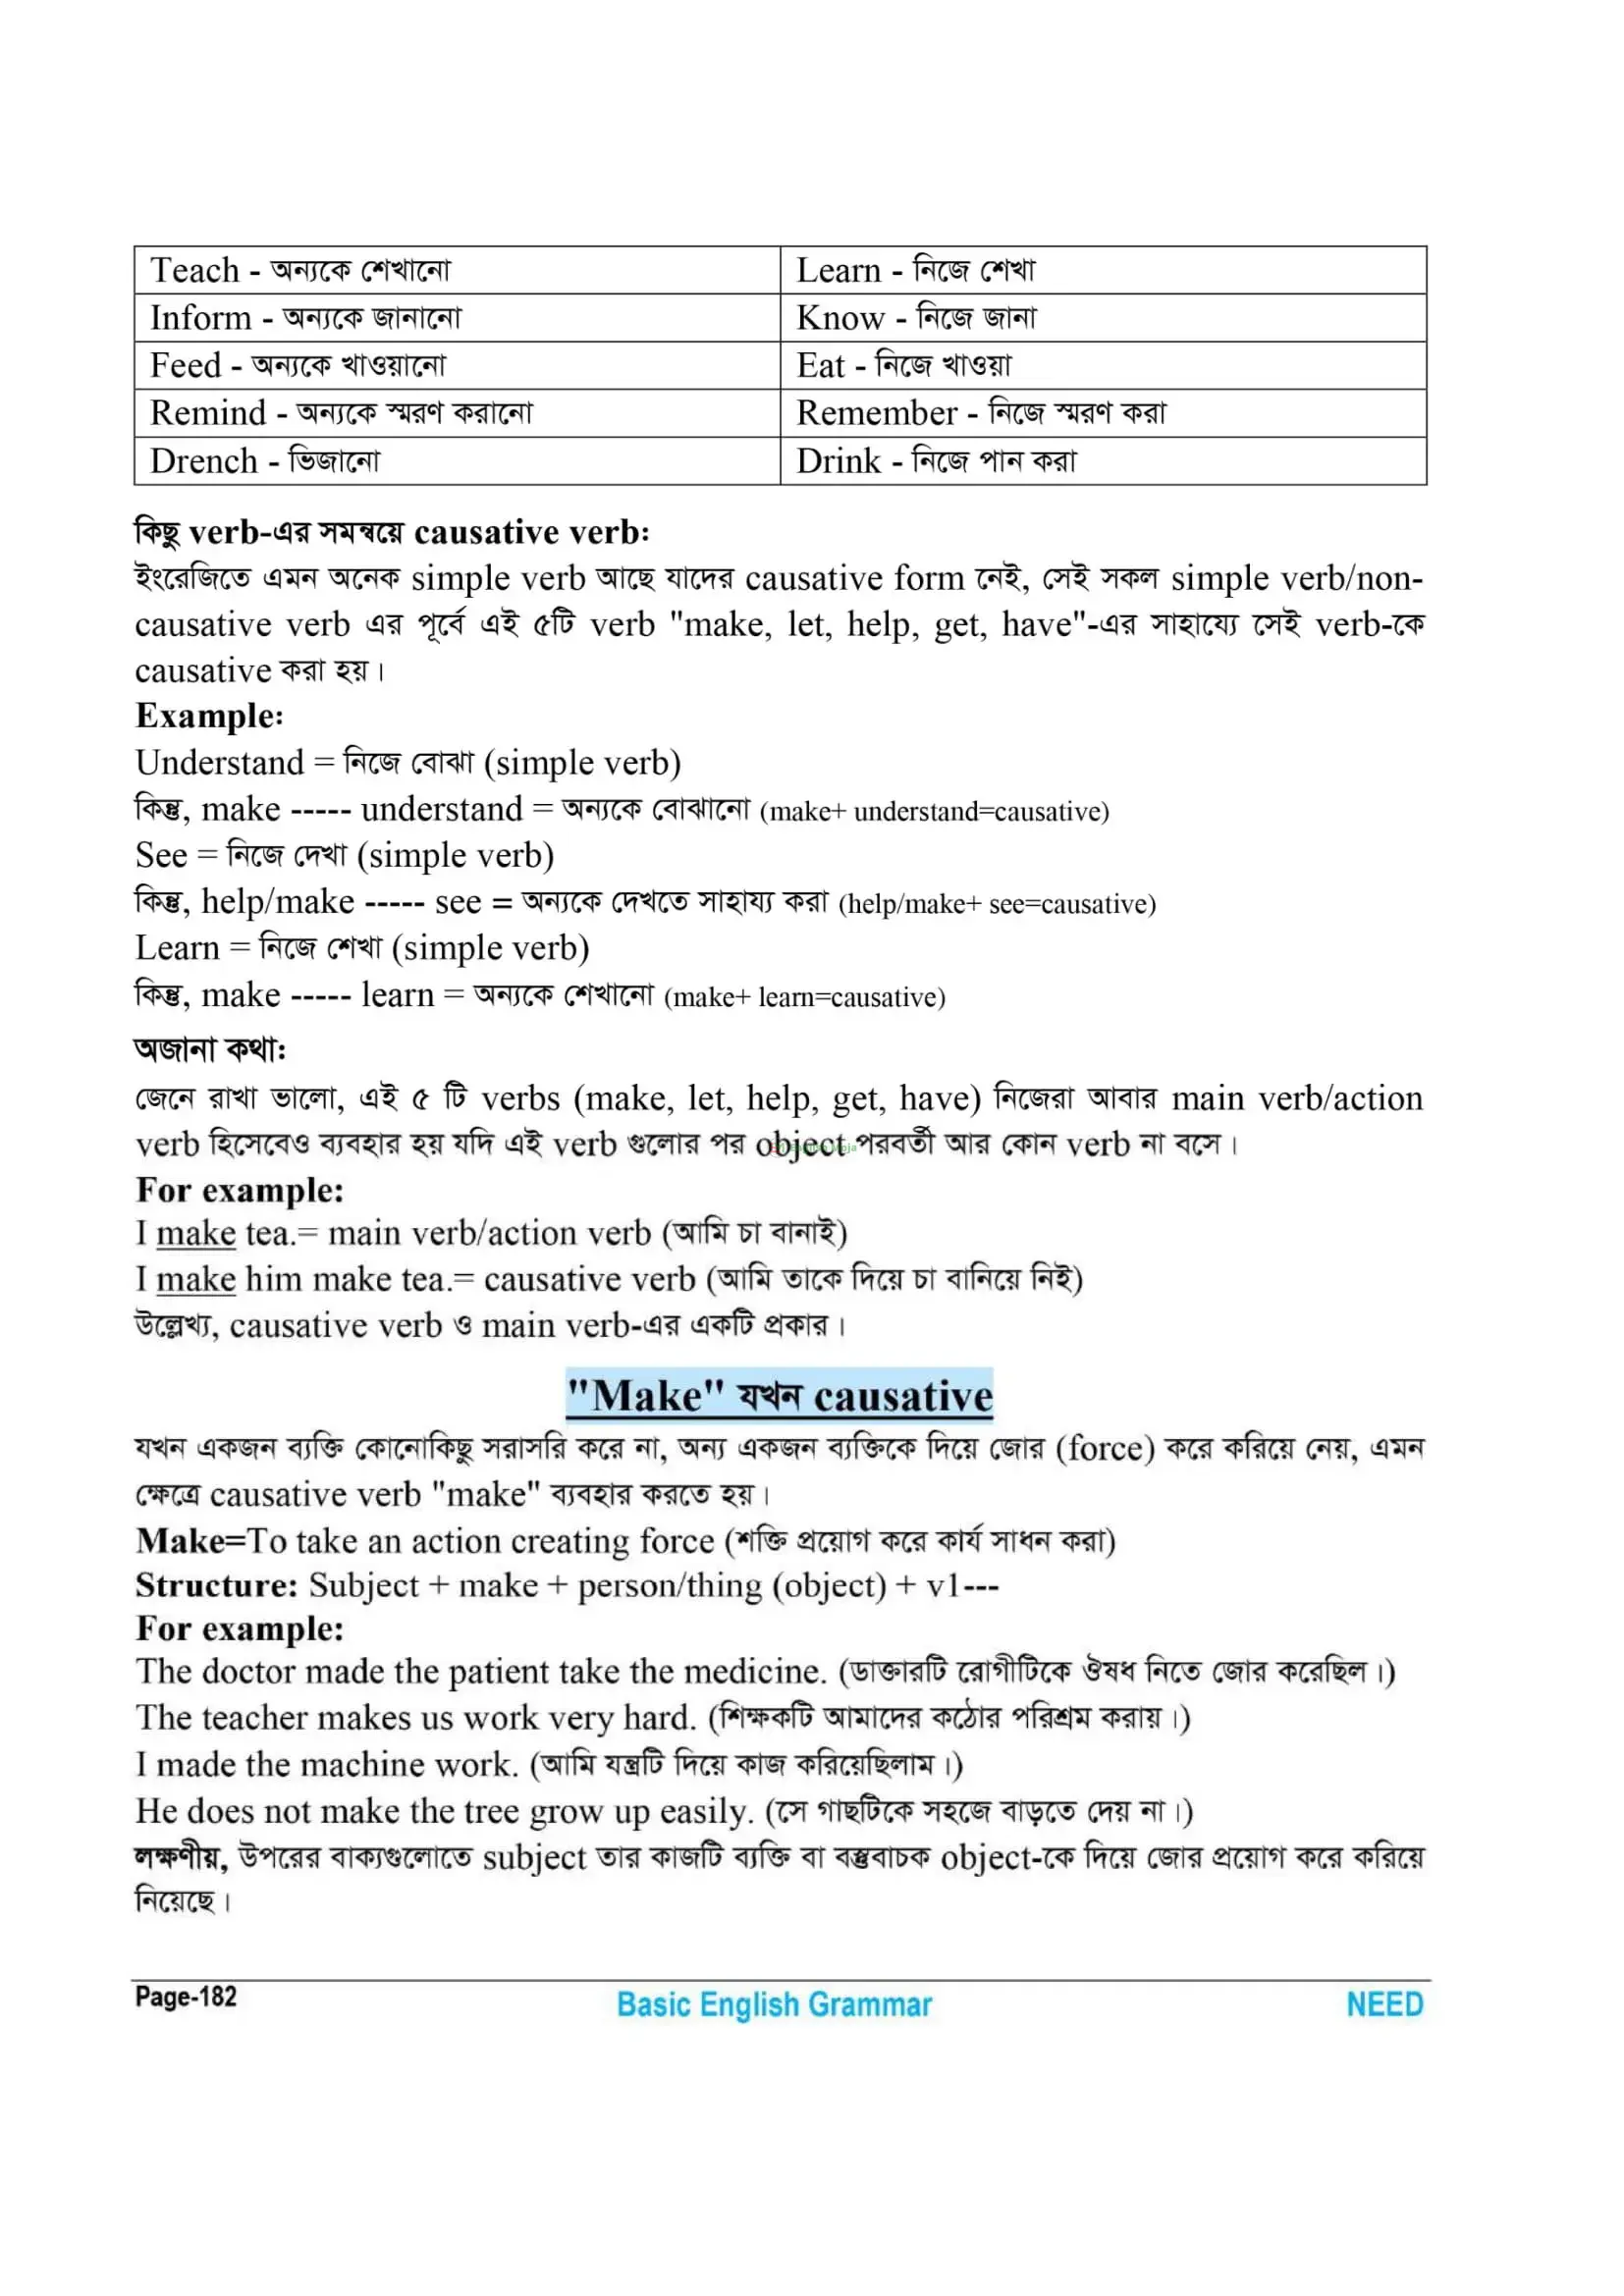 Teach - অন্যকে শেখানো
Learn - নিজে শেখা
Inform - অন্যকে জানানো
Know - নিজে জানা
Feed - অন্যকে খাওয়ানো
Eat - নিজে খাওয়া
Remind - অন্যকে স্মরণ করানো
Remember - নিজে স্মরণ করা
Drench - ভিজানো
Drink - নিজে পান করা
কিছু verb-এর সমন্বয়ে causative verb:
ইংরেজিতে এমন অনেক simple verb আছে যাদের causative form নেই, সেই সকল simple verb/non-
causative verb এর পূর্বে এই ৫টি verb "make, let, help, get, have"-এর সাহায্যে সেই verb-কে
causative করা হয়।
Example:
Understand = নিজে বোঝা (simple verb)
কিন্তু, make ----- understand = অন্যকে বোঝানো (make+ understand=causative)
See = নিজে দেখা (simple verb)
কিন্তু, help/make ----- see = অন্যকে দেখতে সাহায্য করা (help/make+ see=causative)
Learn = নিজে শেখা (simple verb)
কিন্তু, make ----- learn = অন্যকে শেখানো (make+ learn=causative)
অজানা কথা:
জেনে রাখা ভালো, এই ৫ টি verbs (make, let, help, get, have) নিজেরা আবার main verb/action
verb হিসেবেও ব্যবহার হয় যদি এই verb গুলোর পর object পরবর্তী আর কোন verb না বসে।
For example:
I make tea.= main verb/action verb (আমি চা বানাই)
I make him make tea.= causative verb (আমি তাকে দিয়ে চা বানিয়ে নিই)
উল্লেখ্য, causative verb ও main verb-এর একটি প্রকার।
"Make" যখন causative
যখন একজন ব্যক্তি কোনোকিছু সরাসরি করে না, অন্য একজন ব্যক্তিকে দিয়ে জোর (force) করে করিয়ে নেয়, এমন
ক্ষেত্রে causative verb "make" ব্যবহার করতে হয়।
Make=To take an action creating force (শক্তি প্রয়োগ করে কার্য সাধন করা)
Structure: Subject + make + person/thing (object) + v1---
For example:
The doctor made the patient take the medicine. (ডাক্তারটি রোগীটিকে ঔষধ নিতে জোর করেছিল।)
The teacher makes us work very hard. (শিক্ষকটি আমাদের কঠোর পরিশ্রম করায়।)
I made the machine work. (আমি যন্ত্রটি দিয়ে কাজ করিয়েছিলাম।)
He does not make the tree grow up easily. (সে গাছটিকে সহজে বাড়তে দেয় না।)
লক্ষণীয়, উপরের বাক্যগুলোতে subject তার কাজটি ব্যক্তি বা বস্তুবাচক object-কে দিয়ে জোর প্রয়োগ করে করিয়ে
নিয়েছে।
Page-182
Basic English Grammar
NEED